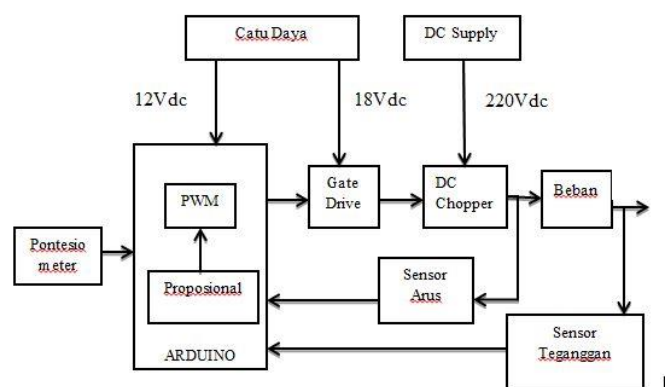 Catu Daya
DC Supply
12Vdc
18Vdc
220Vdc
PWM
Gate
Drive
DC
Chopper
Beban
Pontesio
meter
Proposional
Sensor
Arus
ARDUINO
Sensor
Teganggan